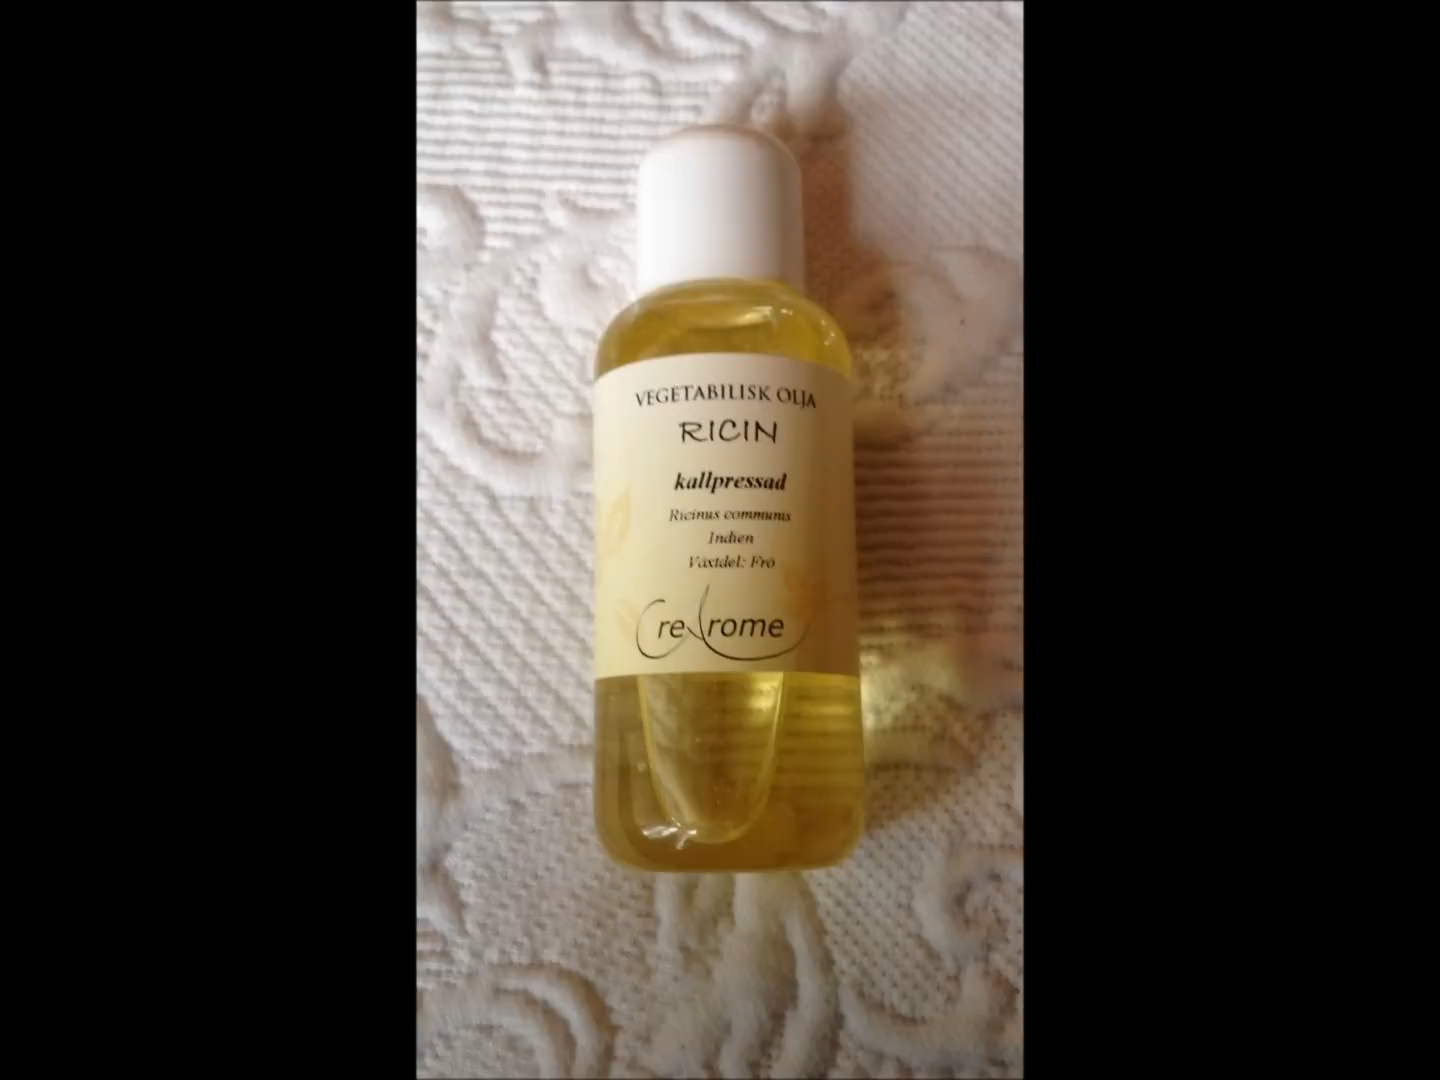 VEGETABILISK OLJA
RICIN
kallpressad
Ricinus communis
Indien
Växtdel: Frö
Crearome